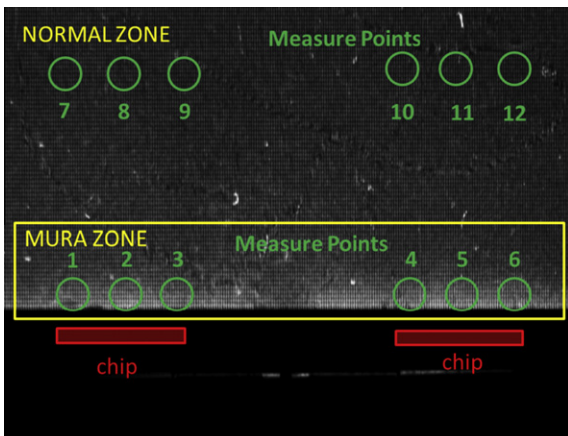 NORMAL ZONE
Measure Points
7 8 9 10 11 12
MURA ZONE
Measure Points
1 2 3 4 5 6
chip
chip